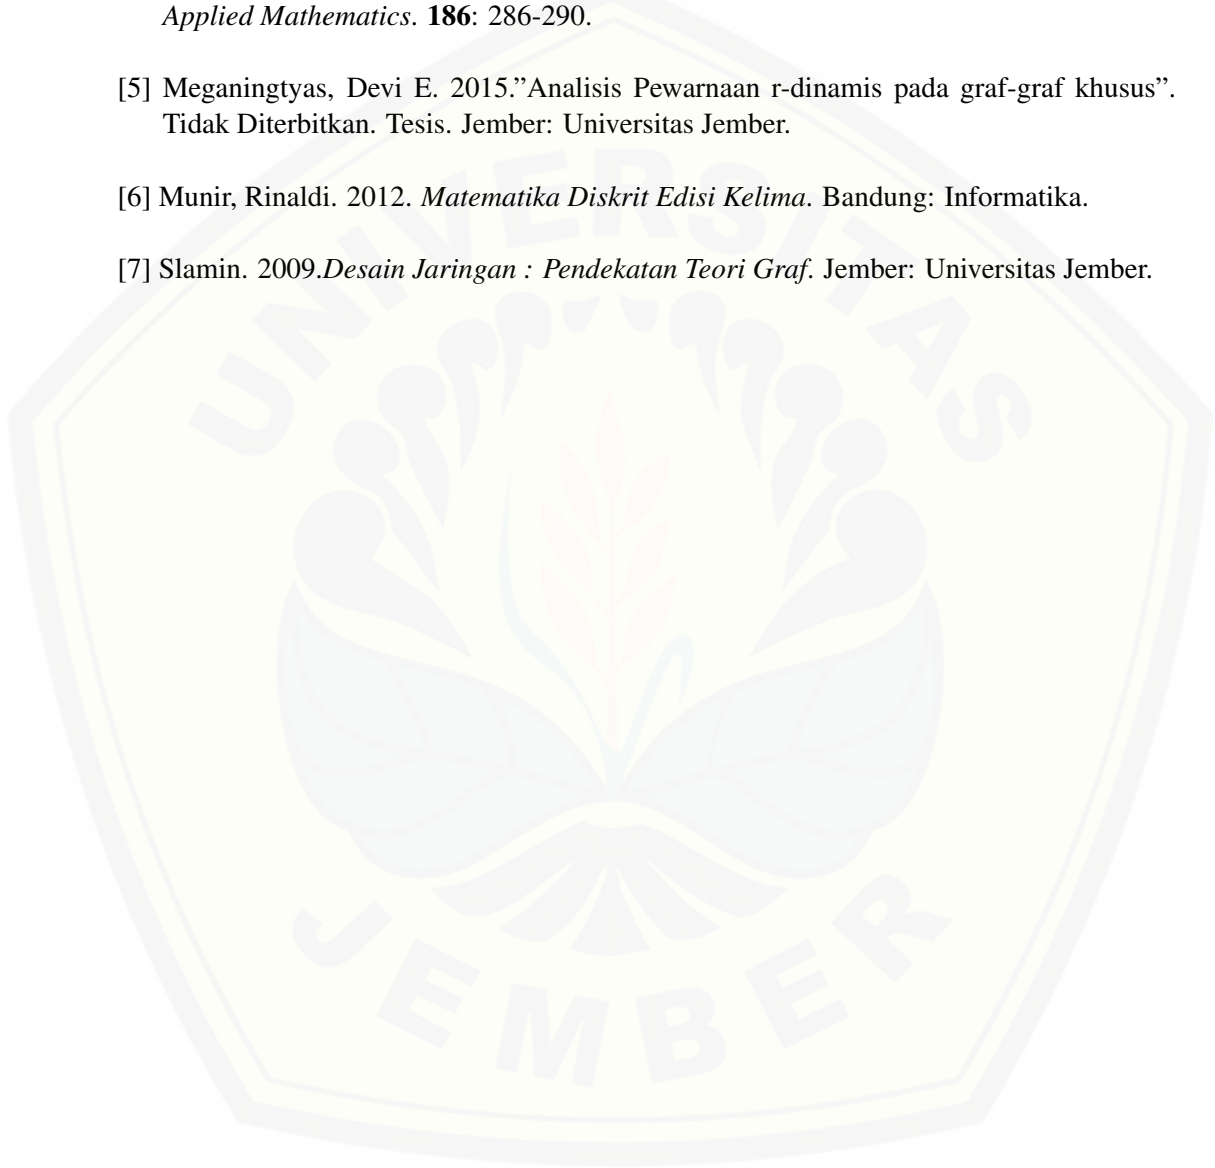 Applied Mathematics. 186: 286-290.
[5] Meganingtyas, Devi E. 2015.”Analisis Pewarnaan r-dinamis pada graf-graf khusus”.
Tidak Diterbitkan. Tesis. Jember: Universitas Jember.
[6] Munir, Rinaldi. 2012. Matematika Diskrit Edisi Kelima. Bandung: Informatika.
[7] Slamin. 2009.Desain Jaringan : Pendekatan Teori Graf. Jember: Universitas Jember.
UNIVERSITAS
JEMBER